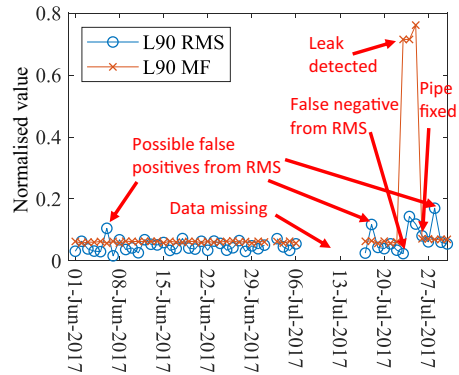 0.8
0.6
0.4
0.2
0
Normalised value
L90 RMS
L90 MF
Leak
detected
Pipe
fixed
False negative
from RMS
Possible false
positives from RMS
Data missing
01-Jun-2017
08-Jun-2017
15-Jun-2017
22-Jun-2017
29-Jun-2017
06-Jul-2017
13-Jul-2017
20-Jul-2017
27-Jul-2017